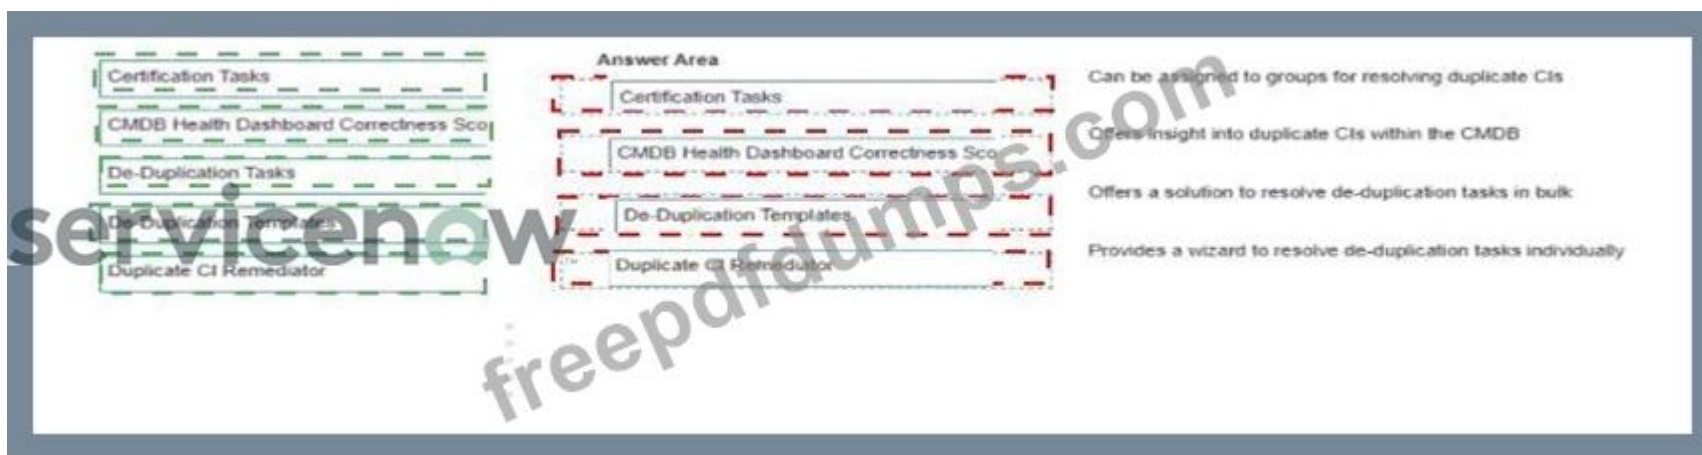 Certification Tasks
CMDB Health Dashboard Correctness Sco
De-Duplication Tasks
De-Duplication Templates
Duplicate CI Remediator
Answer Area
Certification Tasks
CMDB Health Dashboard Correctness Sco
De-Duplication Templates
Duplicate CI Remediator
Can be assigned to groups for resolving duplicate CIs
Offers insight into duplicate CIs within the CMDB
Offers a solution to resolve de-duplication tasks in bulk
Provides a wizard to resolve de-duplication tasks individually
servicenow
freepdfdumps.com